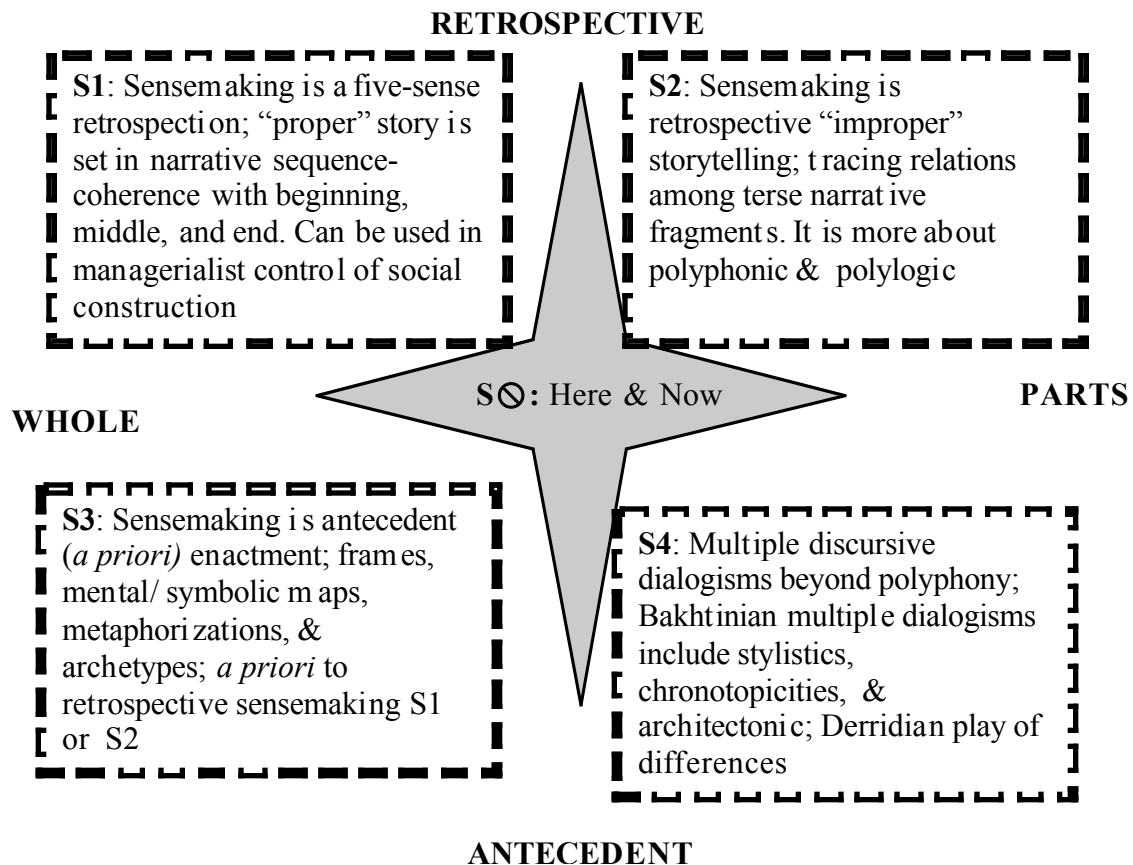 RETROSPECTIVE
S1: Sensemaking is a five-sense
retrospection; “proper” story is
set in narrative sequence-
coherence with beginning,
middle, and end. Can be used in
managerialist control of social
construction
S2: Sensemaking is
retrospective “improper”
storytelling; tracing relations
among terse narrative
fragments. It is more about
polyphonic & polylogic
S🛇: Here & Now
WHOLE
PARTS
S3: Sensemaking is antecedent
(a priori) enactment; frames,
mental/ symbolic maps,
metaphorizations, &
archetypes; a priori to
retrospective sensemaking S1
or S2
S4: Multiple discursive
dialogisms beyond polyphony;
Bakhtinian multiple dialogisms
include stylistics,
chronotopicities, &
architectonic; Derridian play of
differences
ANTECEDENT